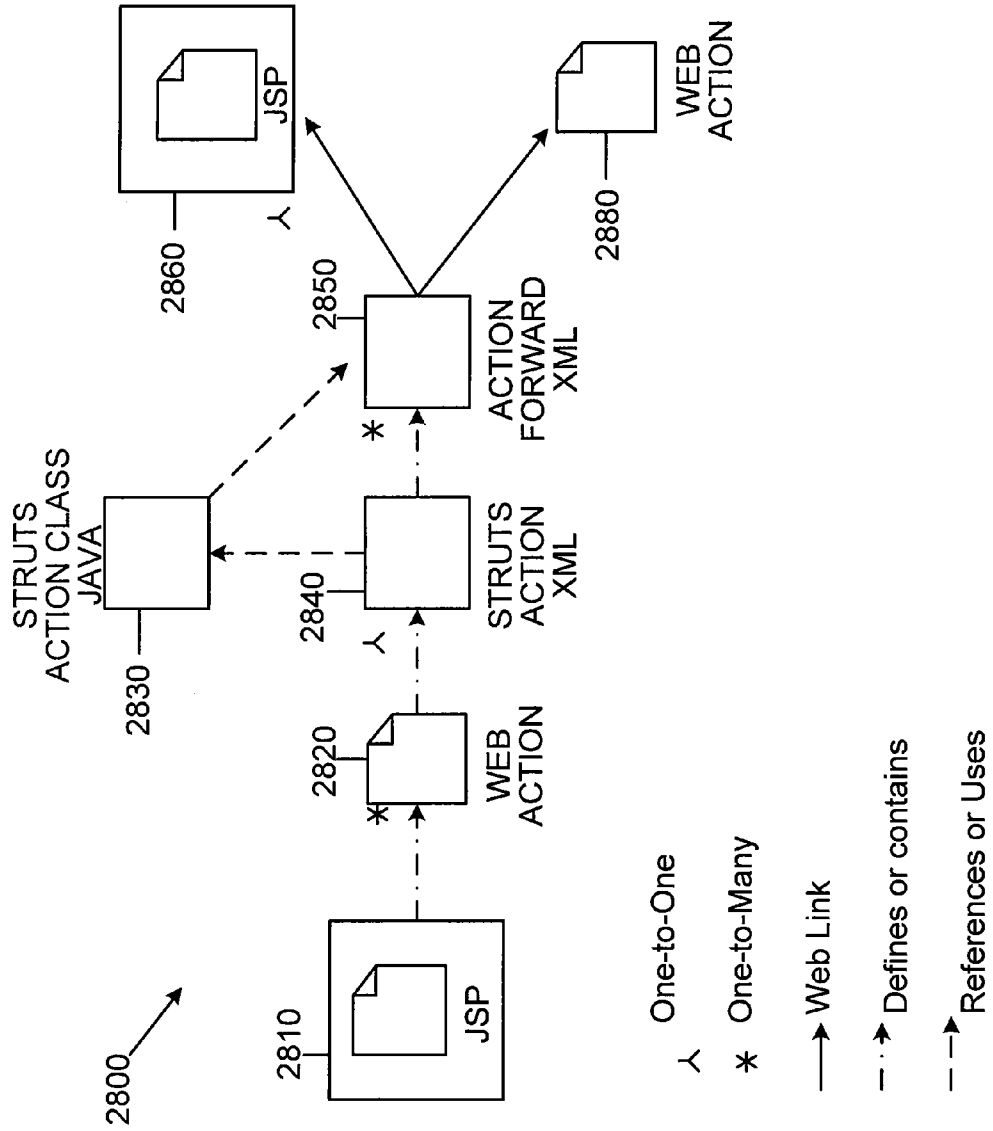 2800
2810
JSP
2820
WEB
ACTION
STRUTS
ACTION CLASS
JAVA
2830
2840
STRUTS
ACTION
XML
2850
ACTION
FORWARD
XML
2860
JSP
2880
WEB
ACTION
One-to-One
* One-to-Many
Web Link
Defines or contains
References or Uses